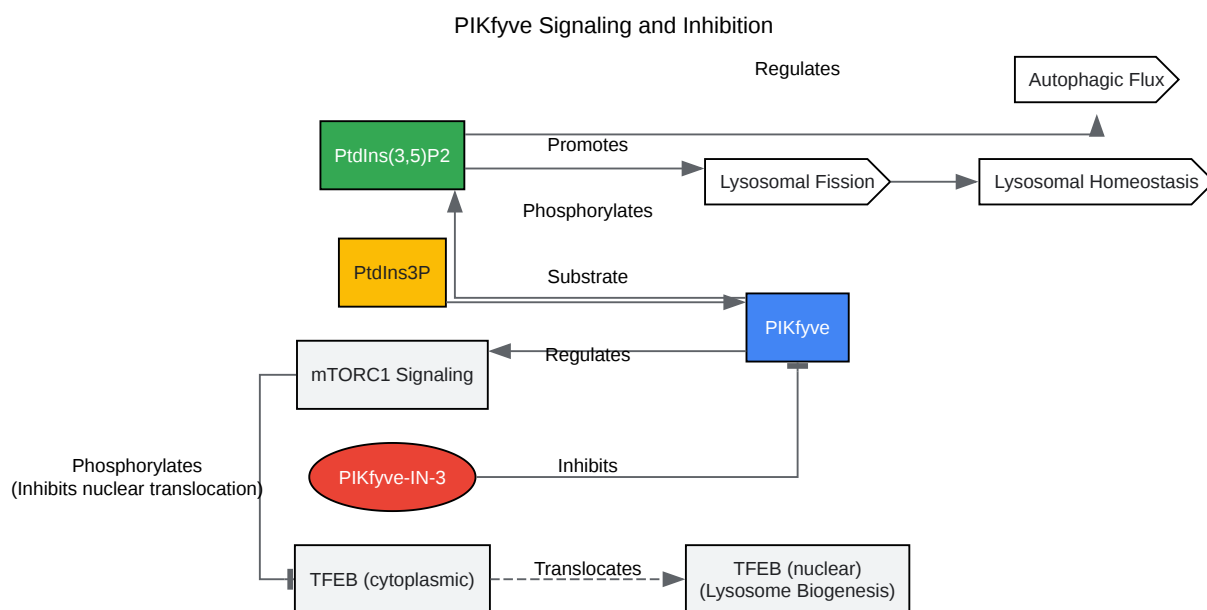 PIKfyve Signaling and Inhibition
Regulates
Autophagic Flux
PtdIns(3,5)P2
Promotes
Lysosomal Fission
Lysosomal Homeostasis
Phosphorylates
PtdIns3P
Substrate
PIKfyve
Regulates
mTORC1 Signaling
Phosphorylates
(Inhibits nuclear translocation)
PIKfyve-IN-3
Inhibits
TFEB (cytoplasmic)
Translocates
TFEB (nuclear)
(Lysosome Biogenesis)